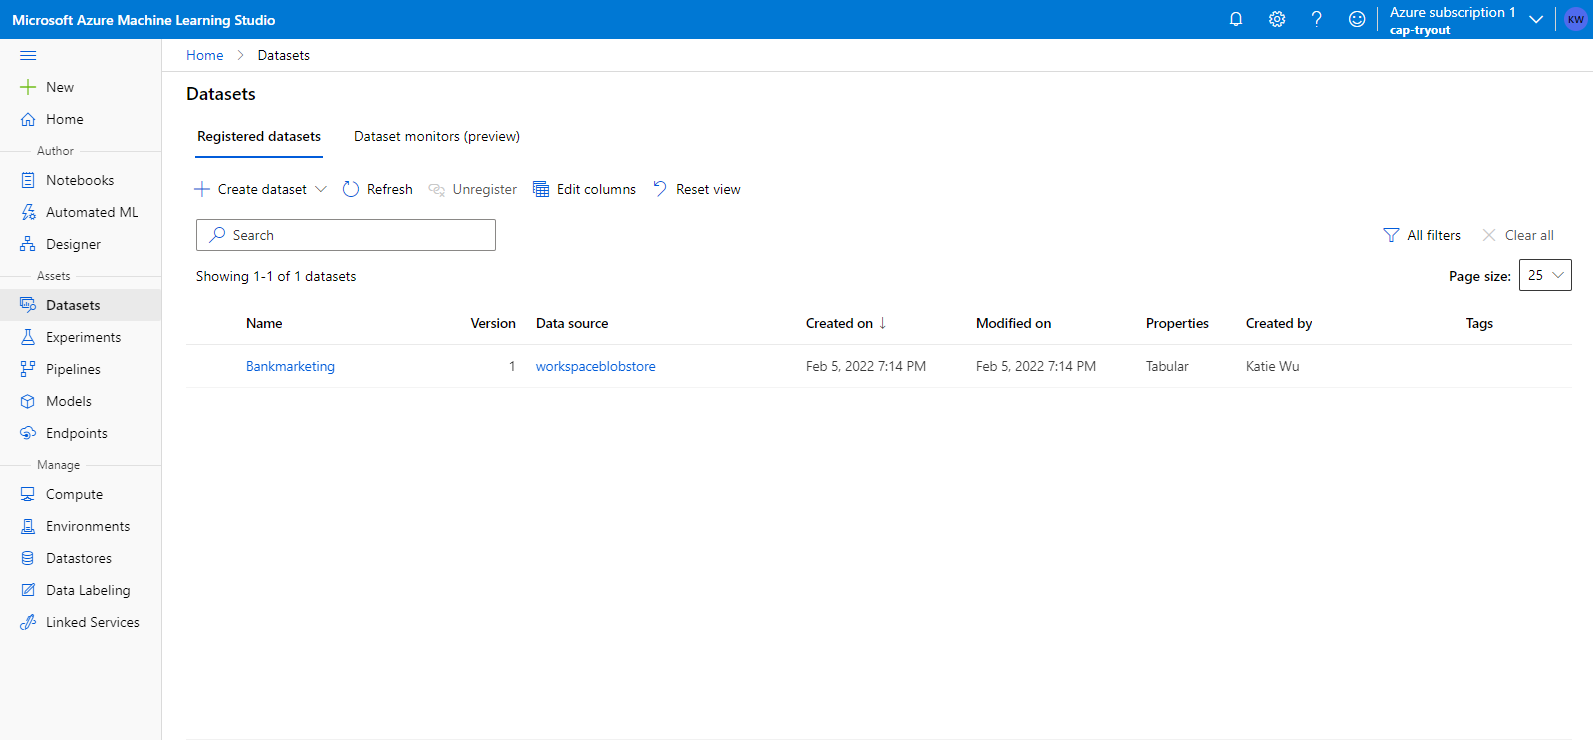 Microsoft Azure Machine Learning Studio
Azure subscription 1
cap-tryout
KW
New
Home
Author
Notebooks
Automated ML
Designer
Assets
Datasets
Experiments
Pipelines
Models
Endpoints
Manage
Compute
Environments
Datastores
Data Labeling
Linked Services
Home > Datasets
Datasets
Registered datasets Dataset monitors (preview)
Create dataset Refresh Unregister Edit columns Reset view
Search All filters Clear all
Showing 1-1 of 1 datasets Page size: 25
Name Version Data source Created on ↓ Modified on Properties Created by Tags
Bankmarketing 1 workspaceblobstore Feb 5, 2022 7:14 PM Feb 5, 2022 7:14 PM Tabular Katie Wu